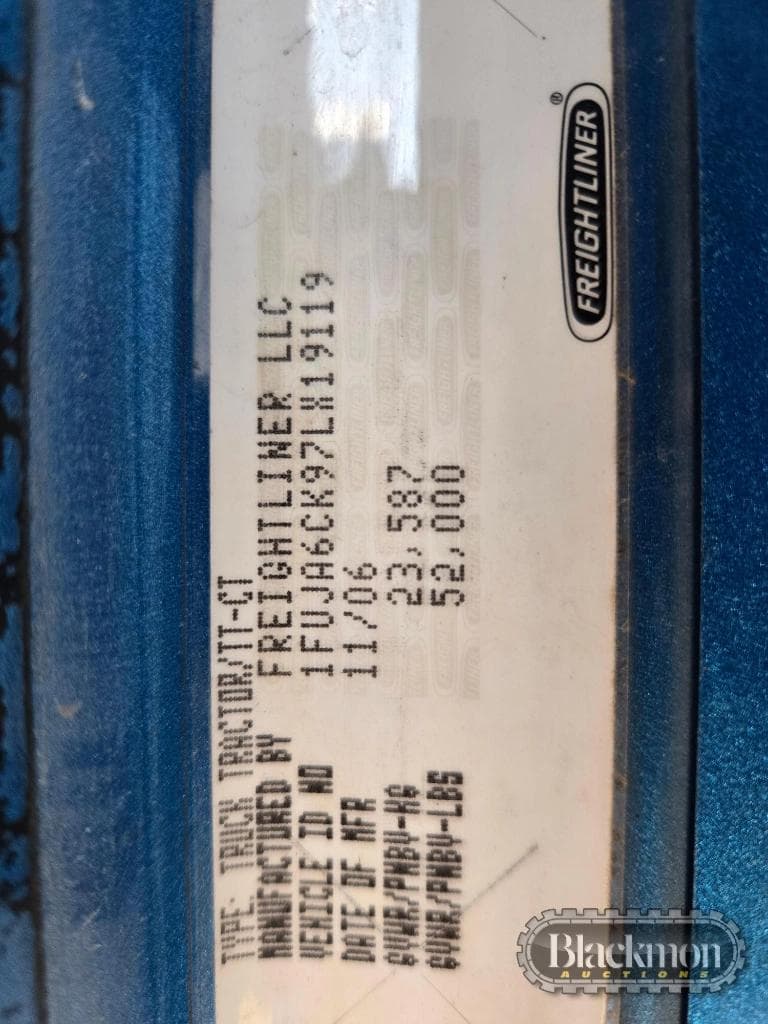 TYPE: TRUCK TRACTOR/TT-CT
MANUFACTURED BY FREIGHTLINER LLC
VEHICLE ID NO 1FUJA6CK97LX19119
DATE OF MFR 11/06
GVWR/PNBV-KG 23,587
GVWR/PNBV-LBS 52,000
FREIGHTLINER®
Blackmon
AUCTIONS